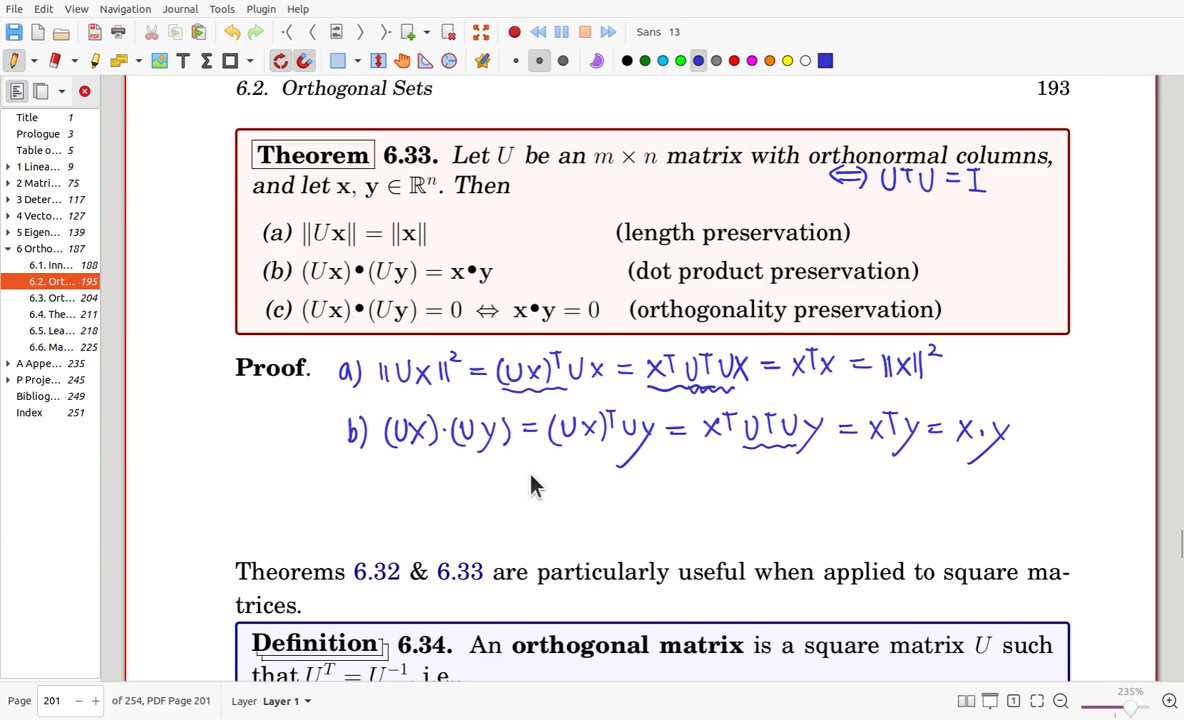 File Edit View Navigation Journal Tools Plugin Help
Sans 13
6.2. Orthogonal Sets 193
Title 1
Prologue 3
Table o... 5
1 Linea... 9
2 Matri... 75
3 Deter... 117
4 Vecto... 127
5 Eigen... 139
6 Ortho... 187
6.1. Inn... 188
6.2. Ort... 195
6.3. Ort... 204
6.4. The... 211
6.5. Lea... 218
6.6. Ma... 225
A Appe... 235
P Proje... 245
Bibliog... 249
Index 251
Theorem 6.33. Let U be an m × n matrix with orthonormal columns,
⇔ UᵀU = I
and let x, y ∈ ℝⁿ. Then
(a) ‖Ux‖ = ‖x‖ (length preservation)
(b) (Ux)•(Uy) = x•y (dot product preservation)
(c) (Ux)•(Uy) = 0 ⇔ x•y = 0 (orthogonality preservation)
Proof. a) ‖Ux‖² = (Ux)ᵀUx = xᵀUᵀUx = xᵀx = ‖x‖²
b) (Ux)·(Uy) = (Ux)ᵀUy = xᵀUᵀUy = xᵀy = x·y
Theorems 6.32 & 6.33 are particularly useful when applied to square ma-
trices.
Definition 6.34. An orthogonal matrix is a square matrix U such
that Uᵀ = U⁻¹, i.e.,
Page 201 of 254, PDF Page 201 Layer Layer 1 235%